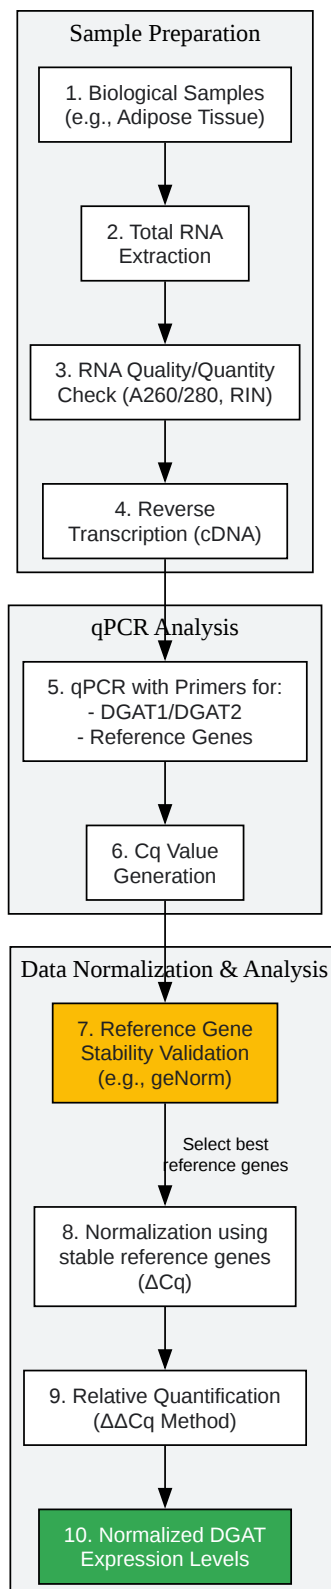 Sample Preparation
1. Biological Samples
(e.g., Adipose Tissue)
2. Total RNA
Extraction
3. RNA Quality/Quantity
Check (A260/280, RIN)
4. Reverse
Transcription (cDNA)
qPCR Analysis
5. qPCR with Primers for:
- DGAT1/DGAT2
- Reference Genes
6. Cq Value
Generation
Data Normalization & Analysis
7. Reference Gene
Stability Validation
(e.g., geNorm)
Select best
reference genes
8. Normalization using
stable reference genes
(ΔCq)
9. Relative Quantification
(ΔΔCq Method)
10. Normalized DGAT
Expression Levels